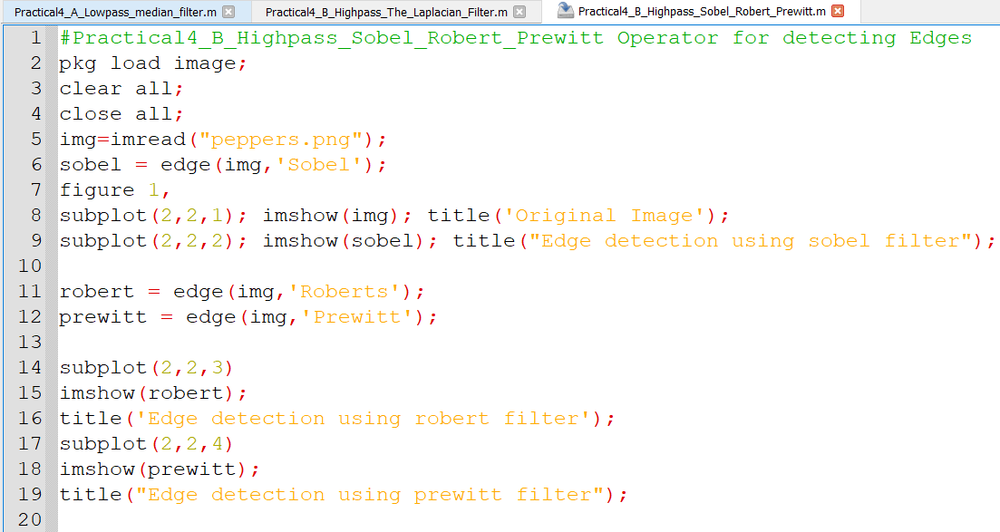 Practical4_A_Lowpass_median_filter.m Practical4_B_Highpass_The_Laplacian_Filter.m Practical4_B_Highpass_Sobel_Robert_Prewitt.m
1 #Practical4_B_Highpass_Sobel_Robert_Prewitt Operator for detecting Edges
2 pkg load image;
3 clear all;
4 close all;
5 img=imread("peppers.png");
6 sobel = edge(img,'Sobel');
7 figure 1,
8 subplot(2,2,1); imshow(img); title('Original Image');
9 subplot(2,2,2); imshow(sobel); title("Edge detection using sobel filter");
10
11 robert = edge(img,'Roberts');
12 prewitt = edge(img,'Prewitt');
13
14 subplot(2,2,3)
15 imshow(robert);
16 title('Edge detection using robert filter');
17 subplot(2,2,4)
18 imshow(prewitt);
19 title("Edge detection using prewitt filter");
20